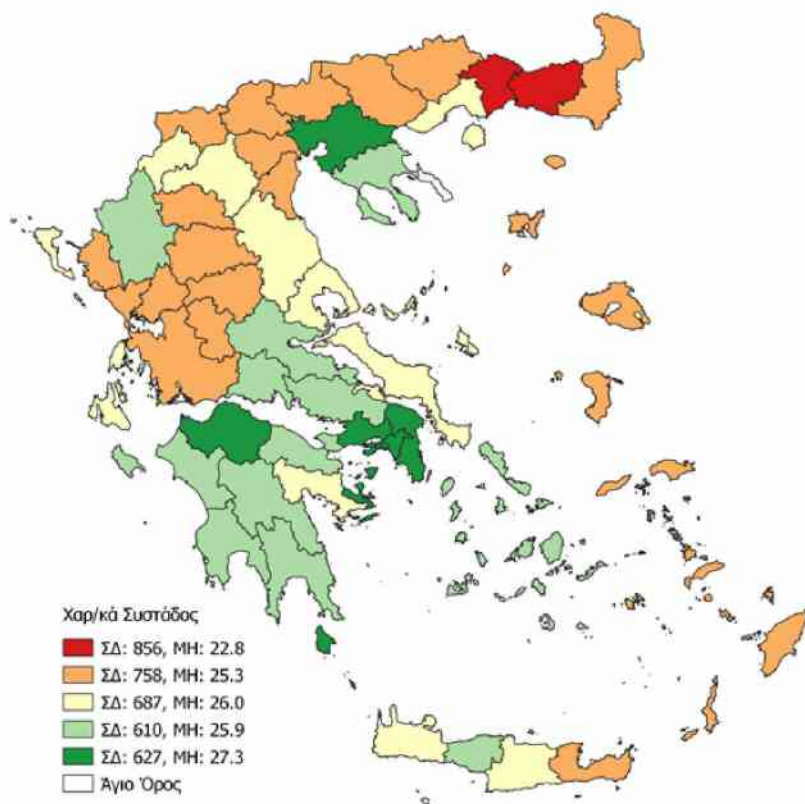 Χαρ/κά Συστάδος
ΣΔ: 856, ΜΗ: 22.8
ΣΔ: 758, ΜΗ: 25.3
ΣΔ: 687, ΜΗ: 26.0
ΣΔ: 610, ΜΗ: 25.9
ΣΔ: 627, ΜΗ: 27.3
Άγιο Όρος